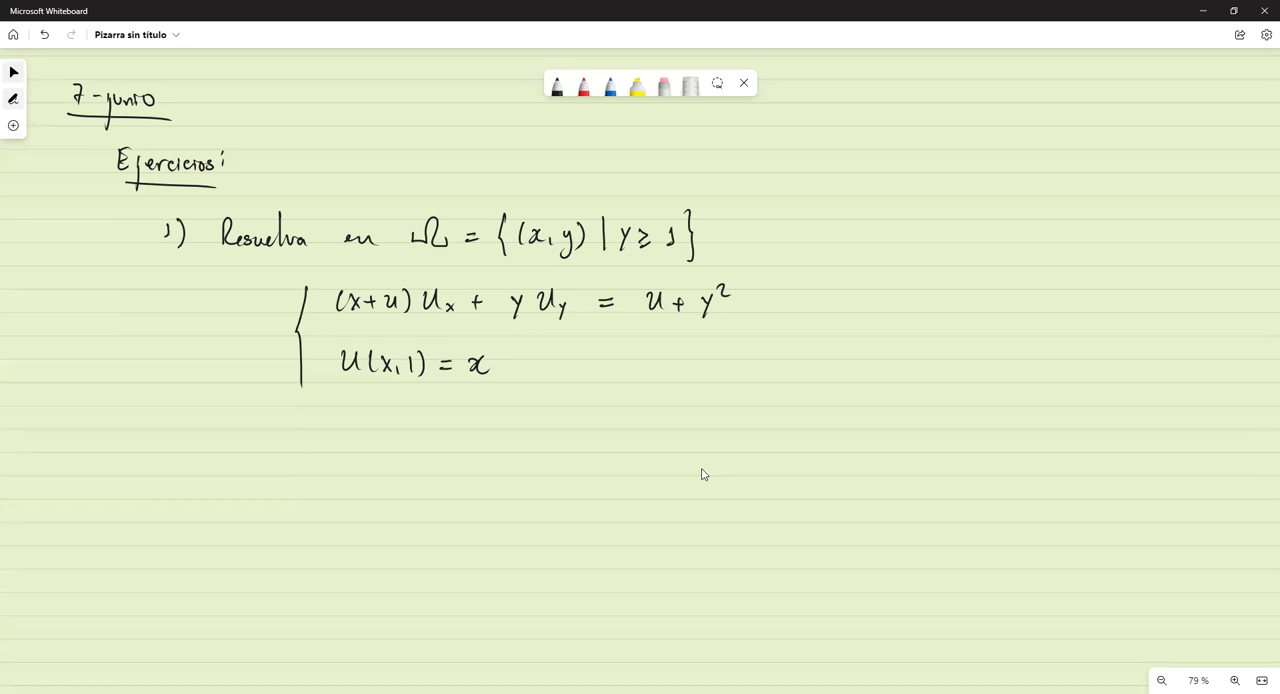 Microsoft Whiteboard
Pizarra sin título
7-junio
Ejercicios:
1) Resuelva en Ω = {(x,y) | y ≥ 1}
(x+u) Ux + y Uy = u + y²
U(x,1) = x
79 %